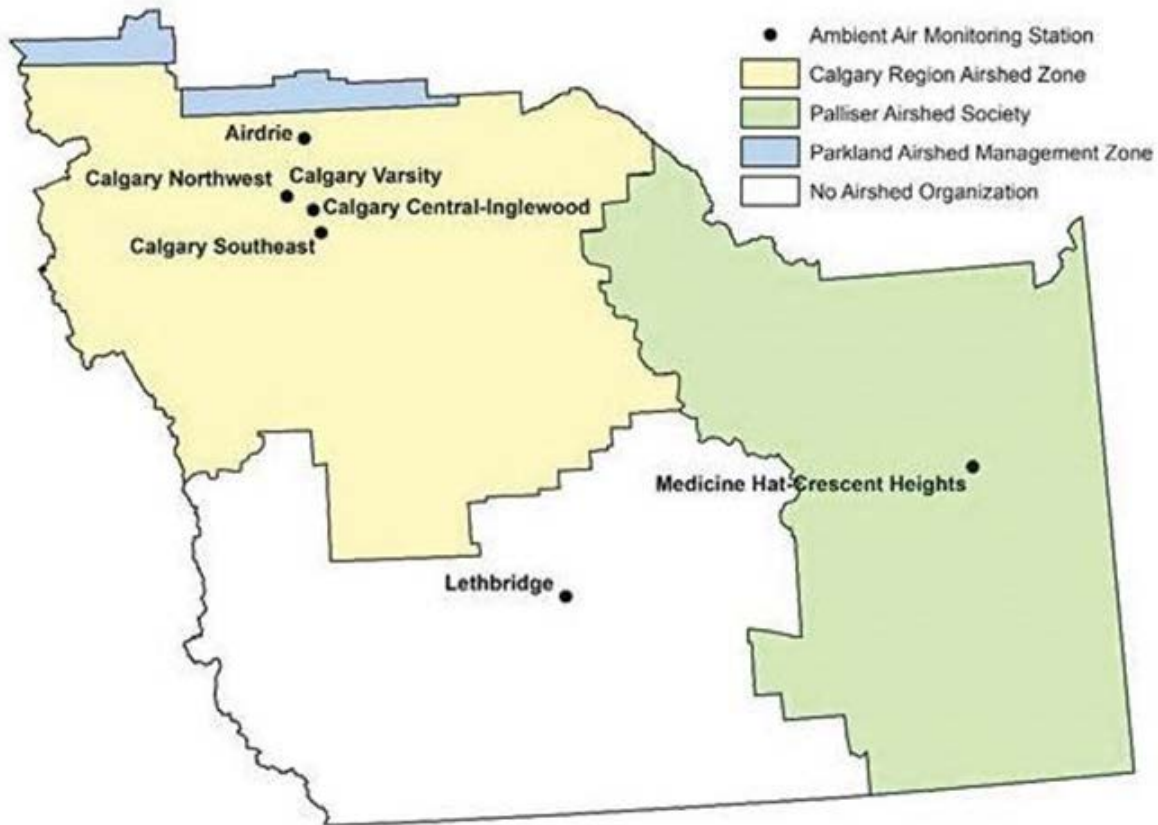 Ambient Air Monitoring Station
Calgary Region Airshed Zone
Palliser Airshed Society
Parkland Airshed Management Zone
No Airshed Organization
Airdrie
Calgary Northwest
Calgary Varsity
Calgary Central-Inglewood
Calgary Southeast
Medicine Hat-Crescent Heights
Lethbridge